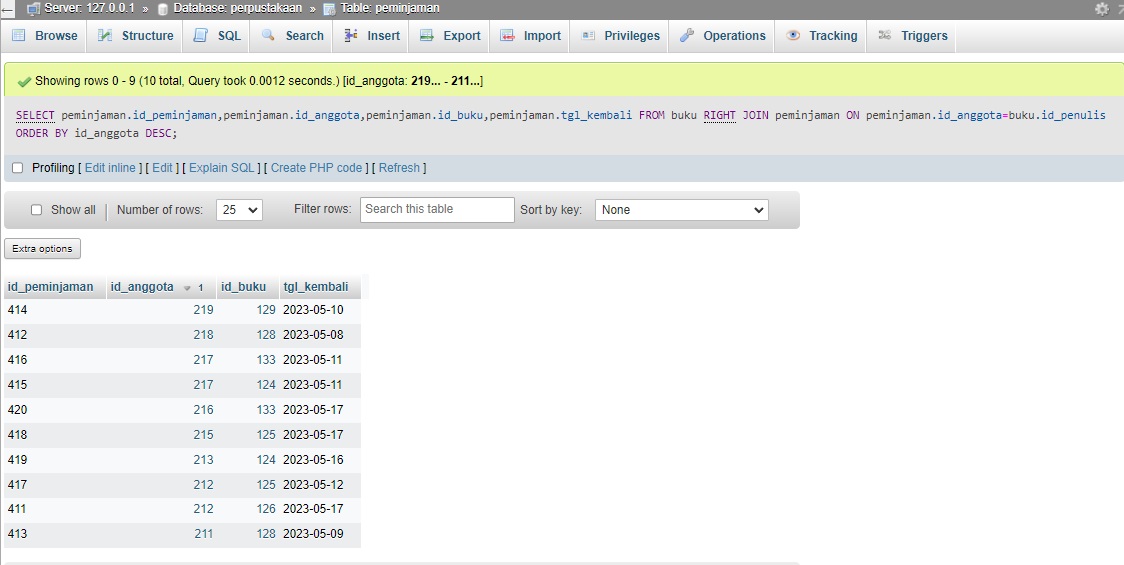 Server: 127.0.0.1 » Database: perpustakaan » Table: peminjaman
Browse Structure SQL Search Insert Export Import Privileges Operations Tracking Triggers
Showing rows 0 - 9 (10 total, Query took 0.0012 seconds.) [id_anggota: 219... - 211...]
SELECT peminjaman.id_peminjaman,peminjaman.id_anggota,peminjaman.id_buku,peminjaman.tgl_kembali FROM buku RIGHT JOIN peminjaman ON peminjaman.id_anggota=buku.id_penulis
ORDER BY id_anggota DESC;
Profiling [ Edit inline ] [ Edit ] [ Explain SQL ] [ Create PHP code ] [ Refresh ]
Show all | Number of rows: 25 Filter rows: Search this table Sort by key: None
Extra options
id_peminjaman id_anggota 1 id_buku tgl_kembali
414 219 129 2023-05-10
412 218 128 2023-05-08
416 217 133 2023-05-11
415 217 124 2023-05-11
420 216 133 2023-05-17
418 215 125 2023-05-17
419 213 124 2023-05-16
417 212 125 2023-05-12
411 212 126 2023-05-17
413 211 128 2023-05-09